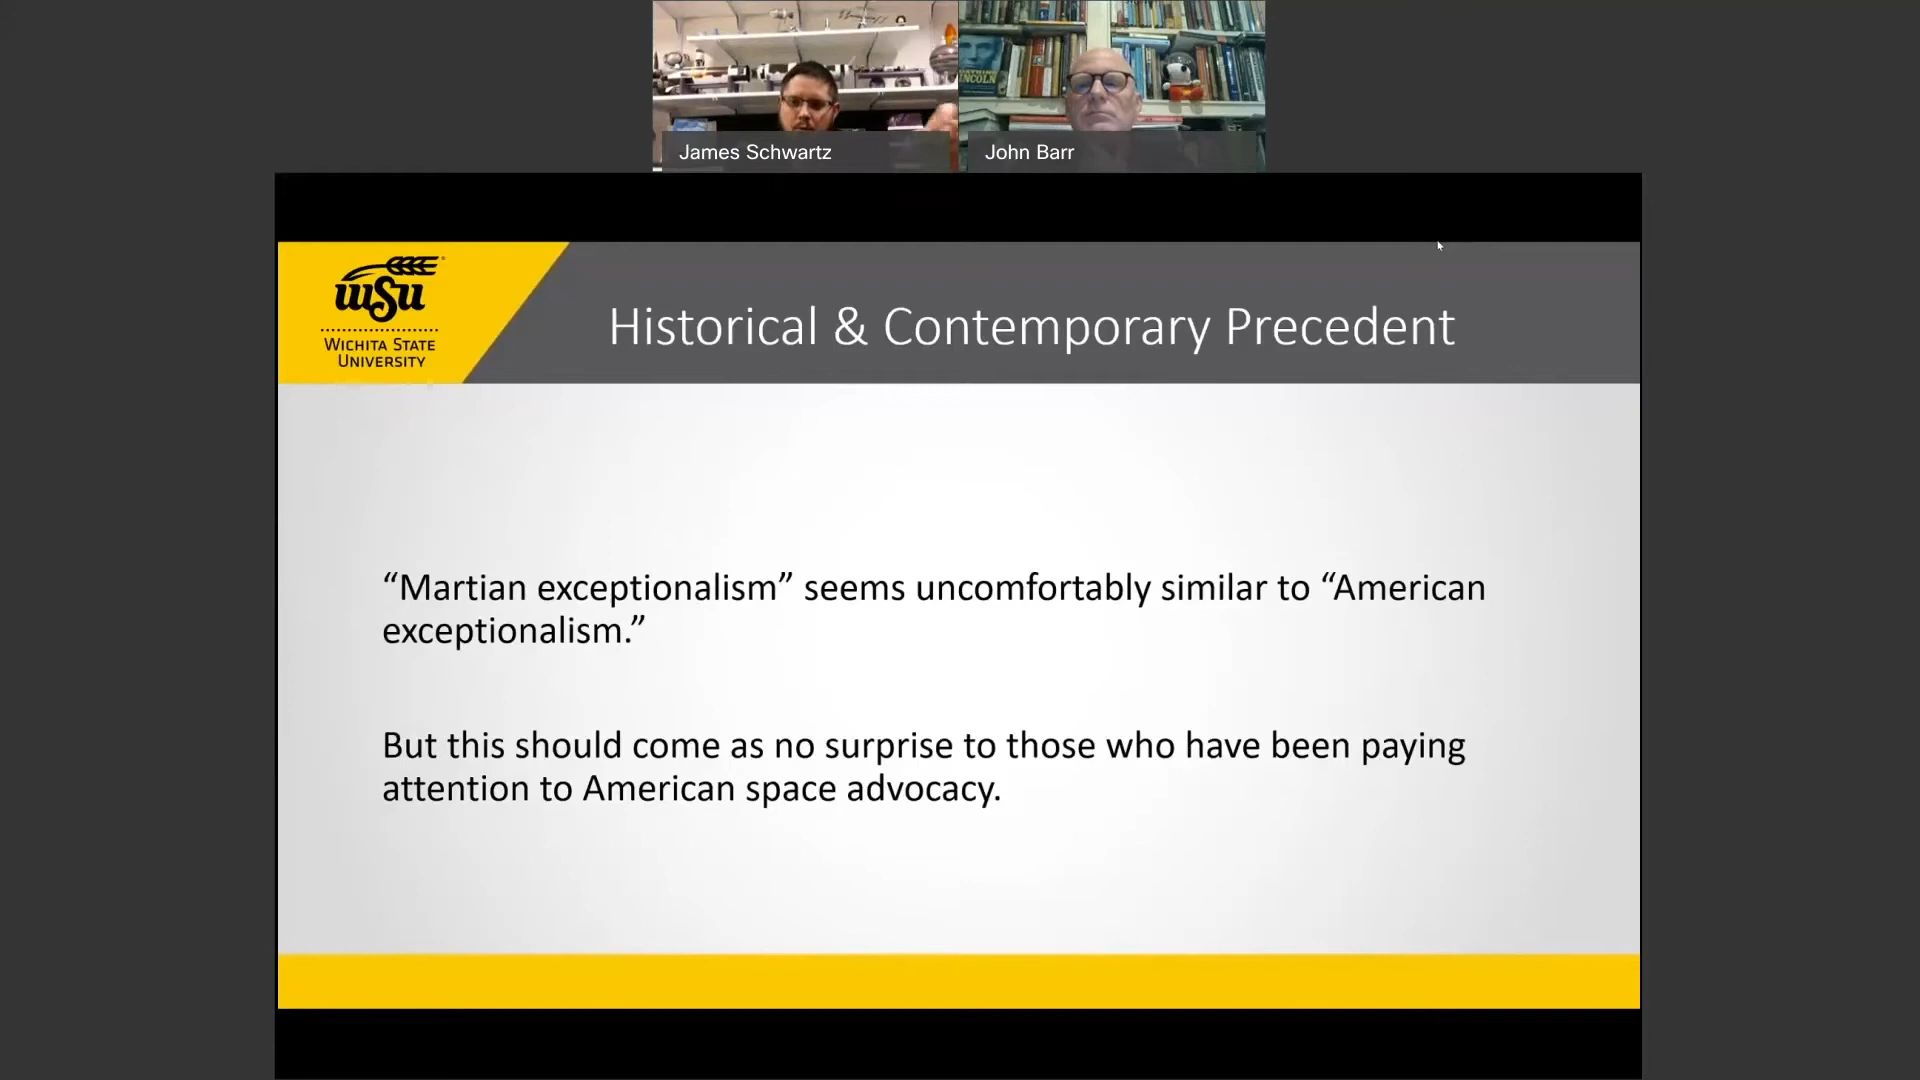 LINCOLN
James Schwartz
John Barr
wsu
WICHITA STATE
UNIVERSITY
Historical & Contemporary Precedent
“Martian exceptionalism” seems uncomfortably similar to “American
exceptionalism.”
But this should come as no surprise to those who have been paying
attention to American space advocacy.